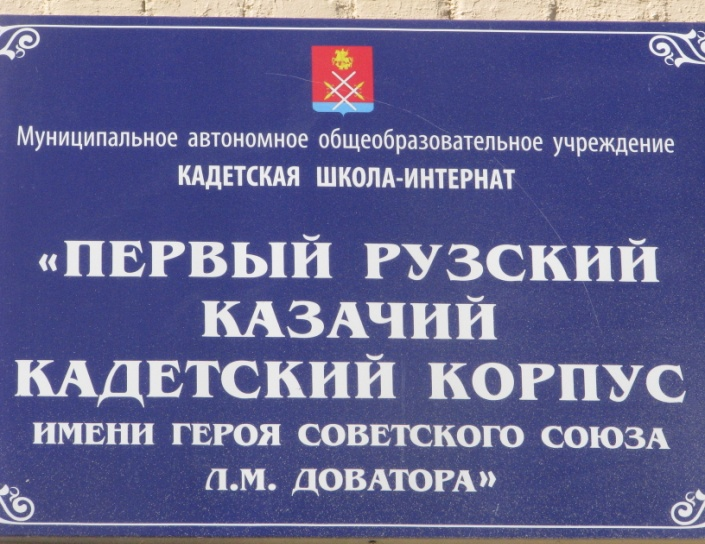 Муниципальное автономное общеобразовательное учреждение
КАДЕТСКАЯ ШКОЛА-ИНТЕРНАТ
«ПЕРВЫЙ РУЗСКИЙ
КАЗАЧИЙ
КАДЕТСКИЙ КОРПУС
ИМЕНИ ГЕРОЯ СОВЕТСКОГО СОЮЗА
Л.М. ДОВАТОРА»